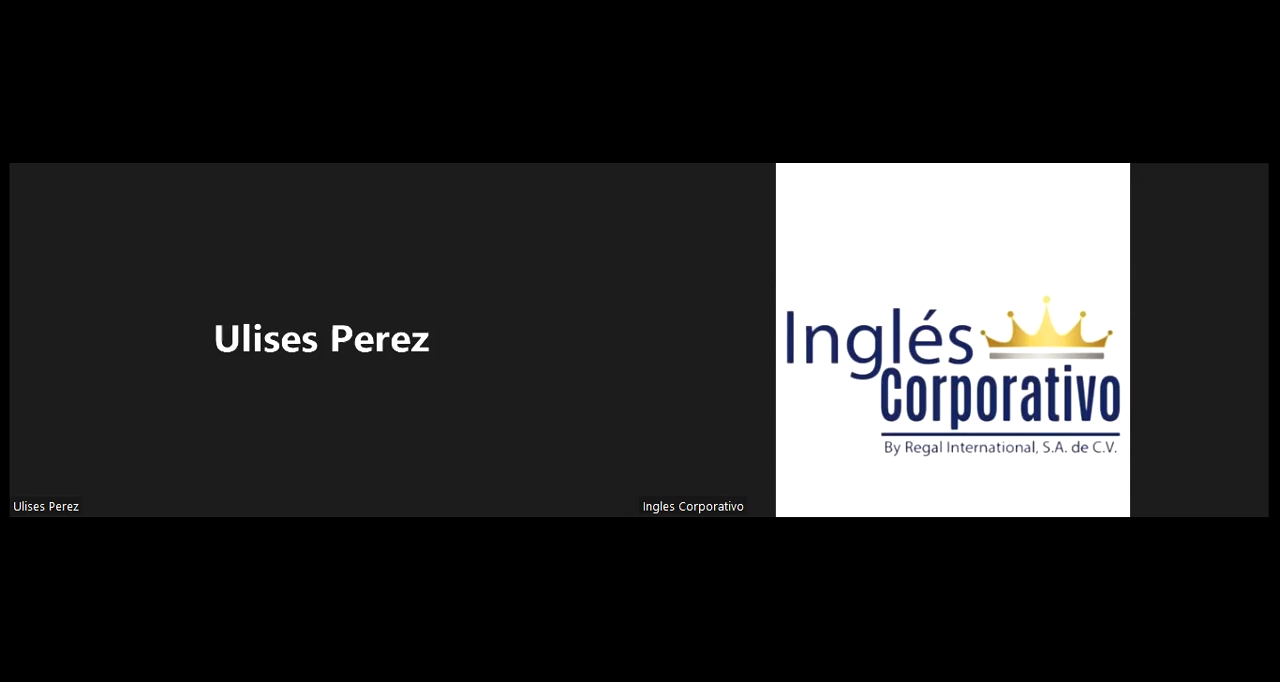 Ulises Perez
Inglés
Corporativo
By Regal International, S.A. de C.V.
Ulises Perez
Ingles Corporativo